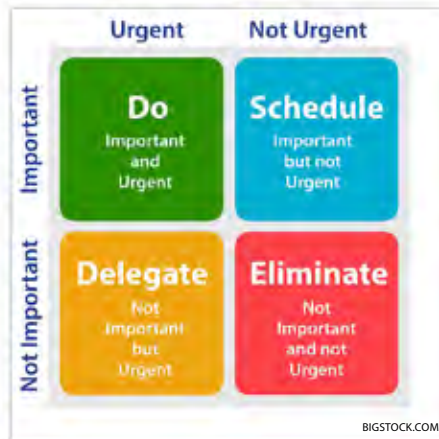 Urgent Not Urgent
Important
Do
Important
and
Urgent
Schedule
Important
but not
Urgent
Not Important
Delegate
Not
Important
but
Urgent
Eliminate
Not
Important
and not
Urgent
BIGSTOCK.COM